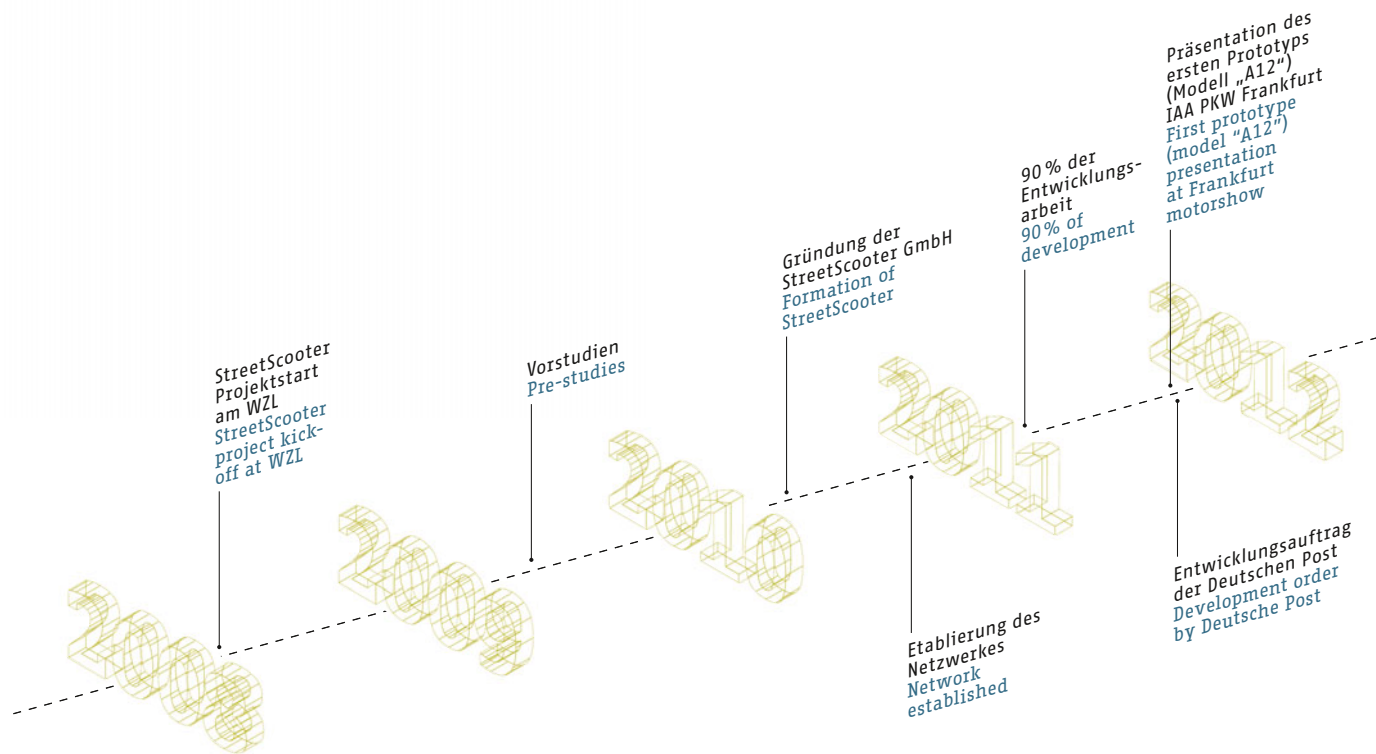 2008
StreetScooter
Projektstart
am WZL
StreetScooter
project kick-
off at WZL
2009
Vorstudien
Pre-studies
2010
Gründung der
StreetScooter GmbH
Formation of
StreetScooter
Etablierung des
Netzwerkes
Network
established
2011
90 % der
Entwicklungs-
arbeit
90 % of
development
Präsentation des
ersten Prototyps
(Modell „A12“)
IAA PKW Frankfurt
First prototype
(model “A12”)
presentation
at Frankfurt
motorshow
Entwicklungsauftrag
der Deutschen Post
Development order
by Deutsche Post
2012